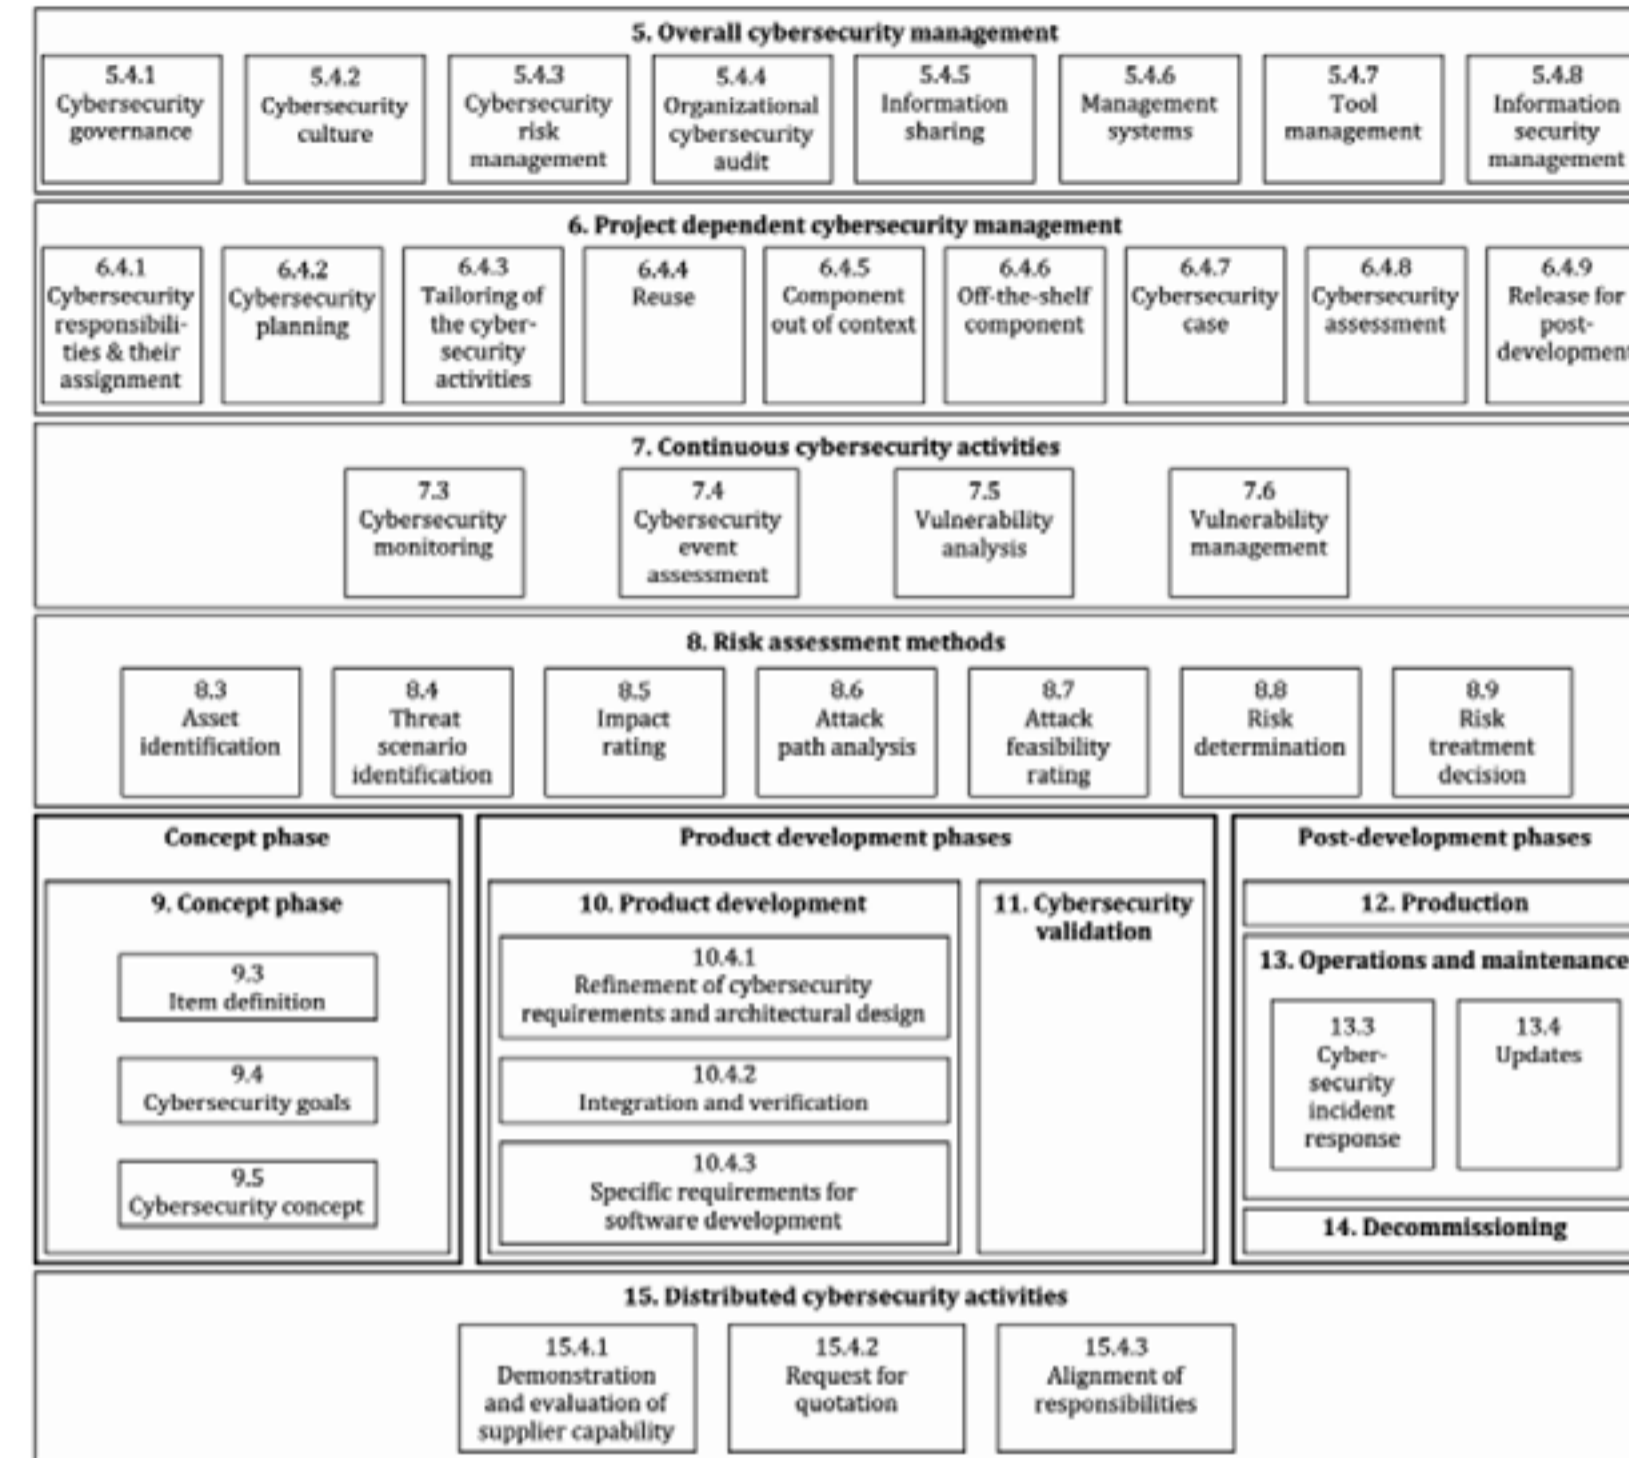 5. Overall cybersecurity management
5.4.1
Cybersecurity
governance
5.4.2
Cybersecurity
culture
5.4.3
Cybersecurity
risk
management
5.4.4
Organizational
cybersecurity
audit
5.4.5
Information
sharing
5.4.6
Management
systems
5.4.7
Tool
management
5.4.8
Information
security
management
6. Project dependent cybersecurity management
6.4.1
Cybersecurity
responsibili-
ties & their
assignment
6.4.2
Cybersecurity
planning
6.4.3
Tailoring of
the cyber-
security
activities
6.4.4
Reuse
6.4.5
Component
out of context
6.4.6
Off-the-shelf
component
6.4.7
Cybersecurity
case
6.4.8
Cybersecurity
assessment
6.4.9
Release for
post-
development
7. Continuous cybersecurity activities
7.3
Cybersecurity
monitoring
7.4
Cybersecurity
event
assessment
7.5
Vulnerability
analysis
7.6
Vulnerability
management
8. Risk assessment methods
8.3
Asset
identification
8.4
Threat
scenario
identification
8.5
Impact
rating
8.6
Attack
path analysis
8.7
Attack
feasibility
rating
8.8
Risk
determination
8.9
Risk
treatment
decision
Concept phase
9. Concept phase
9.3
Item definition
9.4
Cybersecurity goals
9.5
Cybersecurity concept
Product development phases
10. Product development
10.4.1
Refinement of cybersecurity
requirements and architectural design
10.4.2
Integration and verification
10.4.3
Specific requirements for
software development
11. Cybersecurity
validation
Post-development phases
12. Production
13. Operations and maintenance
13.3
Cyber-
security
incident
response
13.4
Updates
14. Decommissioning
15. Distributed cybersecurity activities
15.4.1
Demonstration
and evaluation of
supplier capability
15.4.2
Request for
quotation
15.4.3
Alignment of
responsibilities